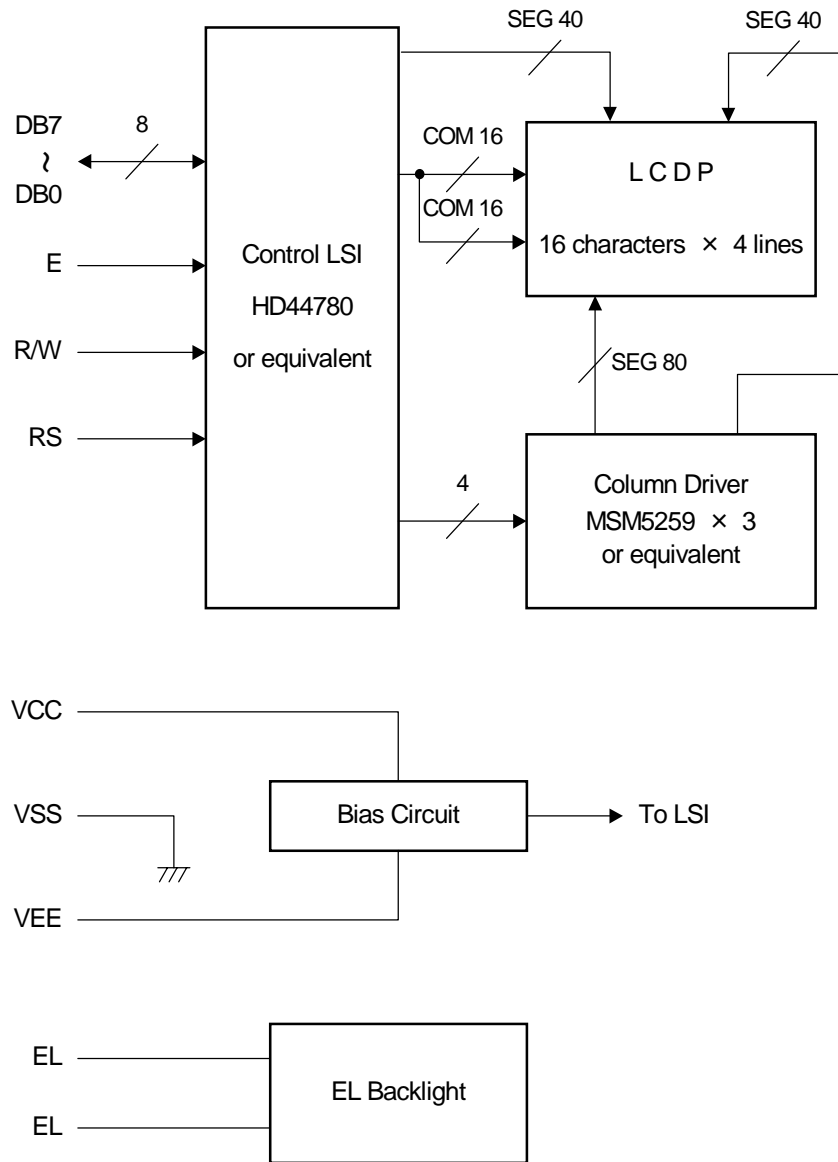 SEG 40
SEG 40
DB7
~
DB0
8
COM 16
COM 16
L C D P
16 characters × 4 lines
E
R/W
RS
Control LSI
HD44780
or equivalent
SEG 80
4
Column Driver
MSM5259 × 3
or equivalent
VCC
VSS
VEE
Bias Circuit
To LSI
EL
EL
EL Backlight